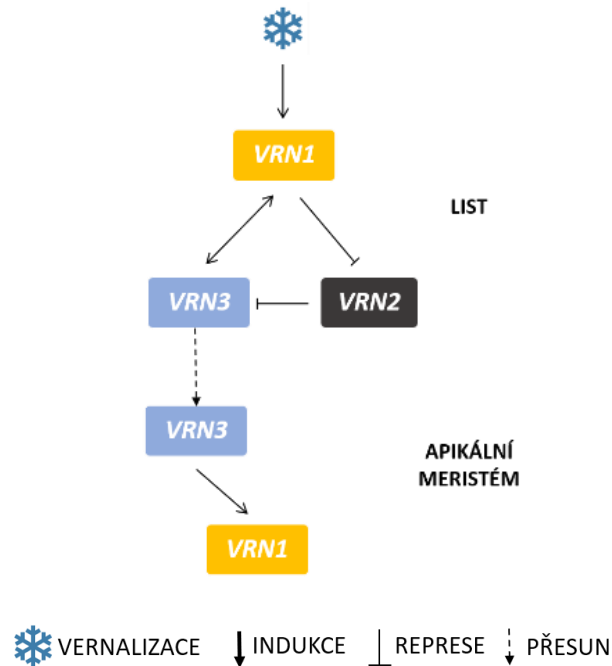 VRN1
LIST
VRN3
VRN2
VRN3
APIKÁLNÍ
MERISTÉM
VRN1
VERNALIZACE INDUKCE REPRESE PŘESUN